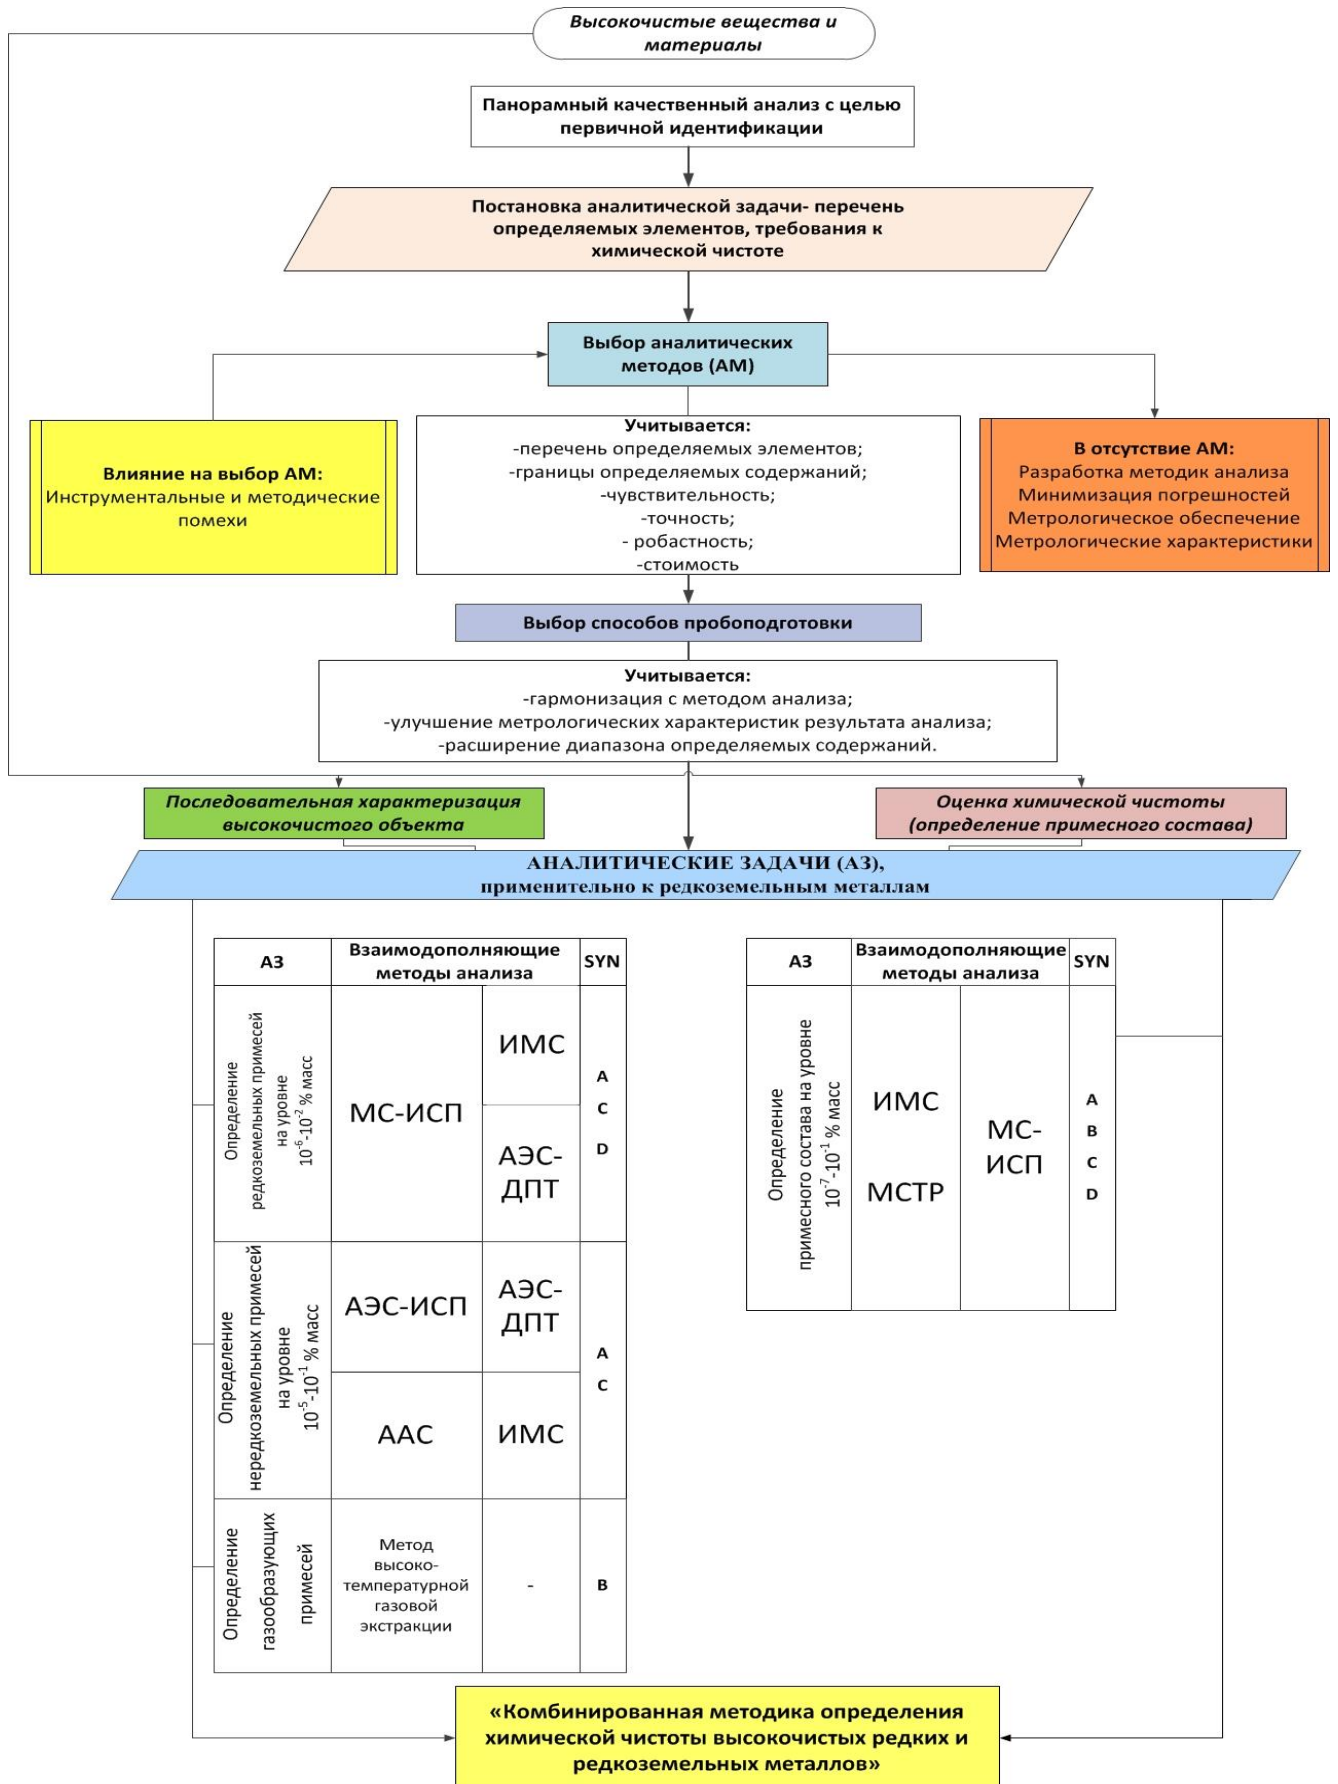 Высокочистые вещества и
материалы
Панорамный качественный анализ с целью
первичной идентификации
Постановка аналитической задачи- перечень
определяемых элементов, требования к
химической чистоте
Выбор аналитических
методов (АМ)
Влияние на выбор АМ:
Инструментальные и методические
помехи
Учитывается:
-перечень определяемых элементов;
-границы определяемых содержаний;
-чувствительность;
-точность;
- робастность;
-стоимость
В отсутствие АМ:
Разработка методик анализа
Минимизация погрешностей
Метрологическое обеспечение
Метрологические характеристики
Выбор способов пробоподготовки
Учитывается:
-гармонизация с методом анализа;
-улучшение метрологических характеристик результата анализа;
-расширение диапазона определяемых содержаний.
Последовательная характеризация
высокочистого объекта
Оценка химической чистоты
(определение примесного состава)
АНАЛИТИЧЕСКИЕ ЗАДАЧИ (АЗ),
применительно к редкоземельным металлам
АЗ
Взаимодополняющие
методы анализа
SYN
Определение
редкоземельных примесей
на уровне
10⁻⁶-10⁻² % масс
МС-ИСП
ИМС
АЭС-
ДПТ
A
C
D
Определение
нередкоземельных примесей
на уровне
10⁻⁵-10⁻¹ % масс
АЭС-ИСП
АЭС-
ДПТ
ААС
ИМС
A
C
Определение
газообразующих
примесей
Метод
высоко-
температурной
газовой
экстракции
-
B
АЗ
Взаимодополняющие
методы анализа
SYN
Определение
примесного состава на уровне
10⁻⁷-10⁻¹ % масс
ИМС
МСТР
МС-
ИСП
A
B
C
D
«Комбинированная методика определения
химической чистоты высокочистых редких и
редкоземельных металлов»